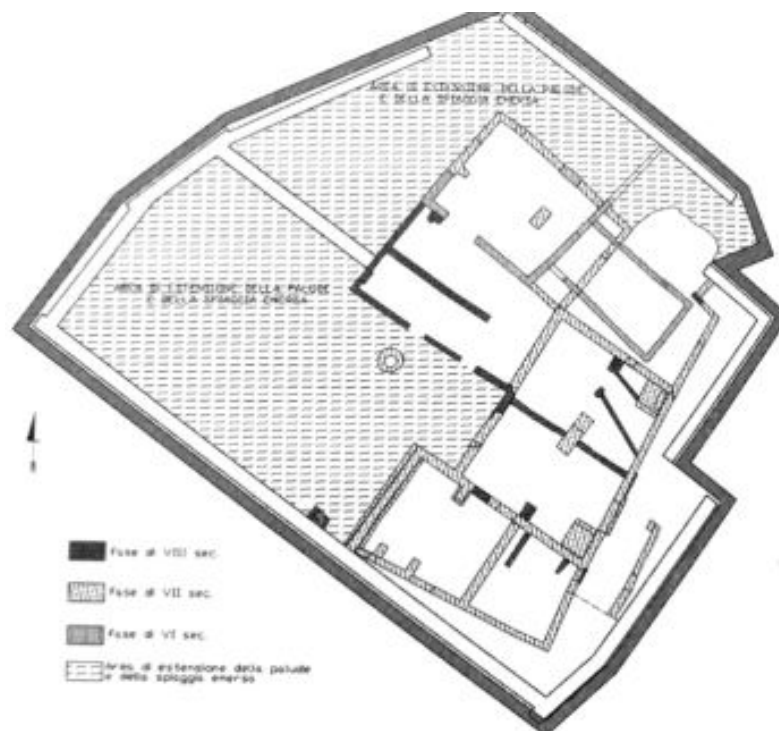 AREA DI ESTENSIONE DELLA PALUDE
E DELLA SPIAGGIA EMERSA
AREA DI ESTENSIONE DELLA PALUDE
E DELLA SPIAGGIA EMERSA
Fase di VIII sec.
Fase di VII sec.
Fase di VI sec.
Area di estensione della palude
e della spiaggia emersa